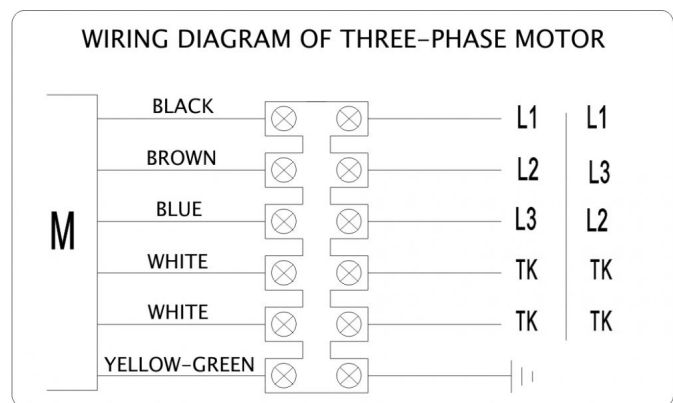 WIRING DIAGRAM OF THREE-PHASE MOTOR
BLACK L1 L1
BROWN L2 L3
BLUE L3 L2
M
WHITE TK TK
WHITE TK TK
YELLOW-GREEN